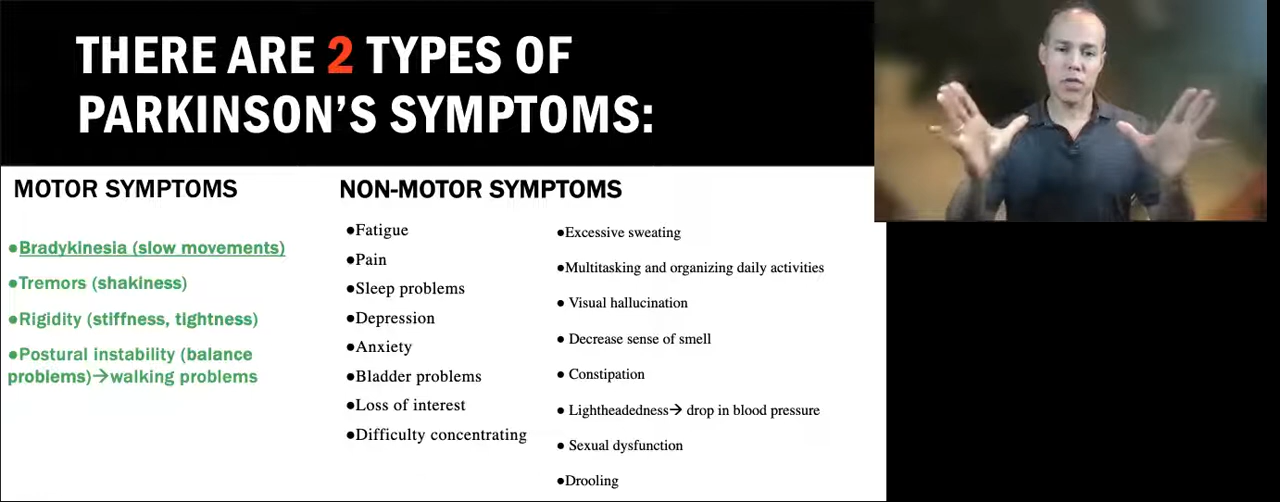 THERE ARE 2 TYPES OF
PARKINSON'S SYMPTOMS:
MOTOR SYMPTOMS
●Bradykinesia (slow movements)
●Tremors (shakiness)
●Rigidity (stiffness, tightness)
●Postural instability (balance
problems)→walking problems
NON-MOTOR SYMPTOMS
●Fatigue
●Pain
●Sleep problems
●Depression
●Anxiety
●Bladder problems
●Loss of interest
●Difficulty concentrating
●Excessive sweating
●Multitasking and organizing daily activities
● Visual hallucination
● Decrease sense of smell
● Constipation
● Lightheadedness→ drop in blood pressure
● Sexual dysfunction
●Drooling